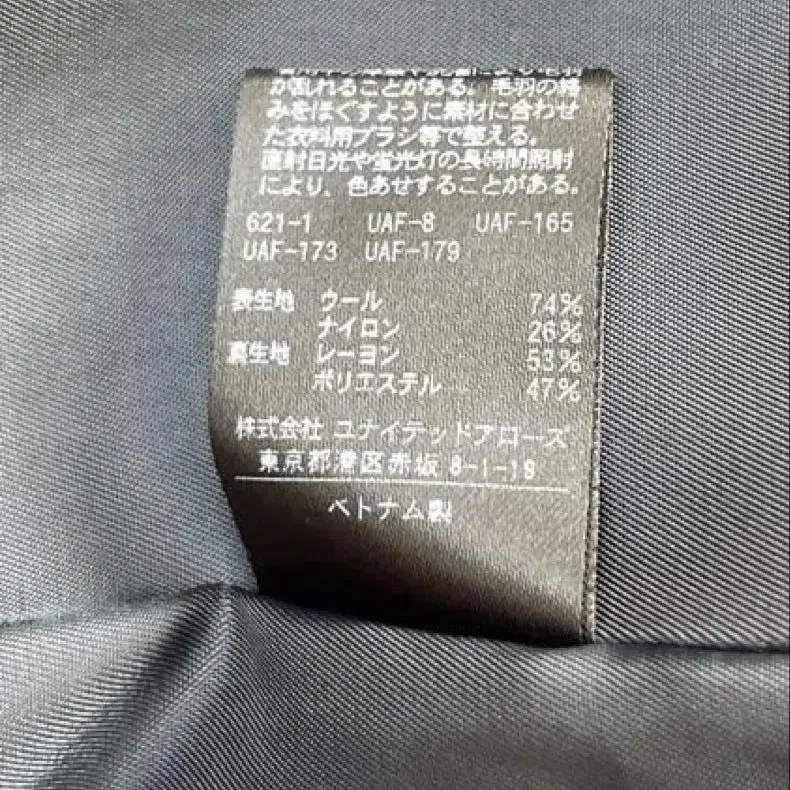 が乱れることがある。毛羽の絡
みをほぐすように素材に合わせ
た衣料用ブラシ等で整える。
直射日光や蛍光灯の長時間照射
により、色あせすることがある。
621-1 UAF-8 UAF-165
UAF-173 UAF-179
表生地 ウール 74%
ナイロン 26%
裏生地 レーヨン 53%
ポリエステル 47%
株式会社 ユナイテッドアローズ
東京都港区赤坂 8-1-19
ベトナム製